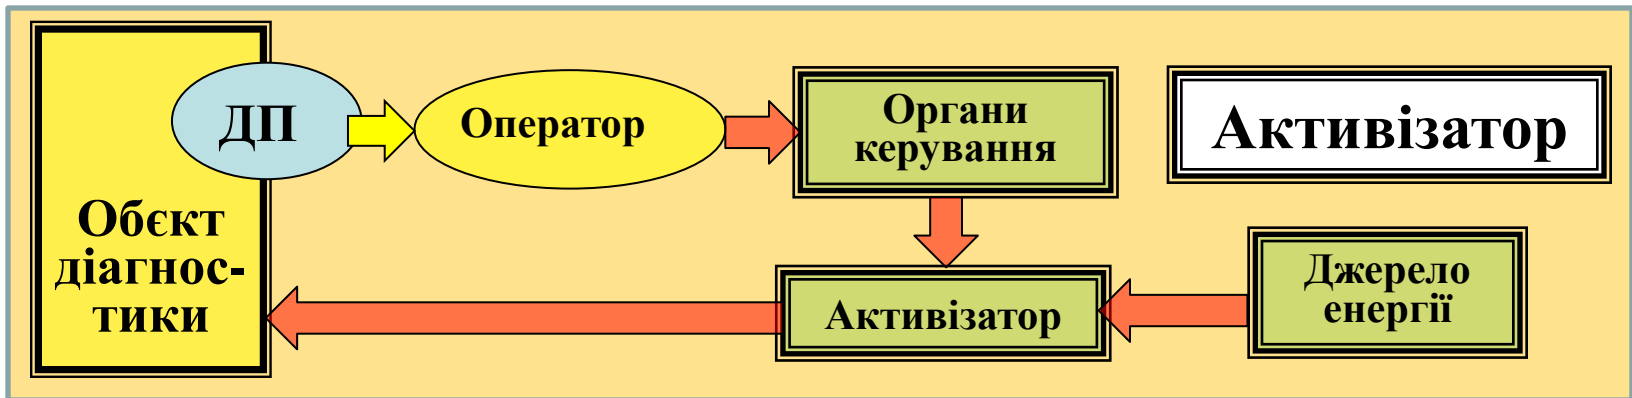 ДП
Оператор
Органи
керування
Активізатор
Обєкт
діагнос-
тики
Активізатор
Джерело
енергії